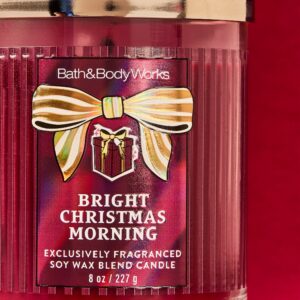 Bath&BodyWorks
BRIGHT
CHRISTMAS
MORNING
EXCLUSIVELY FRAGRANCED
SOY WAX BLEND CANDLE
8 oz / 227 g